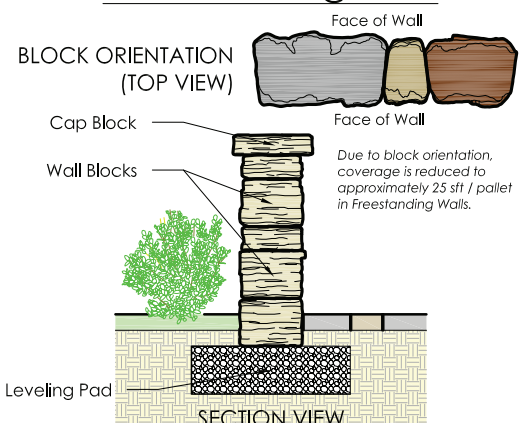 Face of Wall
BLOCK ORIENTATION
(TOP VIEW)
Face of Wall
Cap Block
Wall Blocks
Due to block orientation,
coverage is reduced to
approximately 25 sft / pallet
in Freestanding Walls.
Leveling Pad
SECTION VIEW